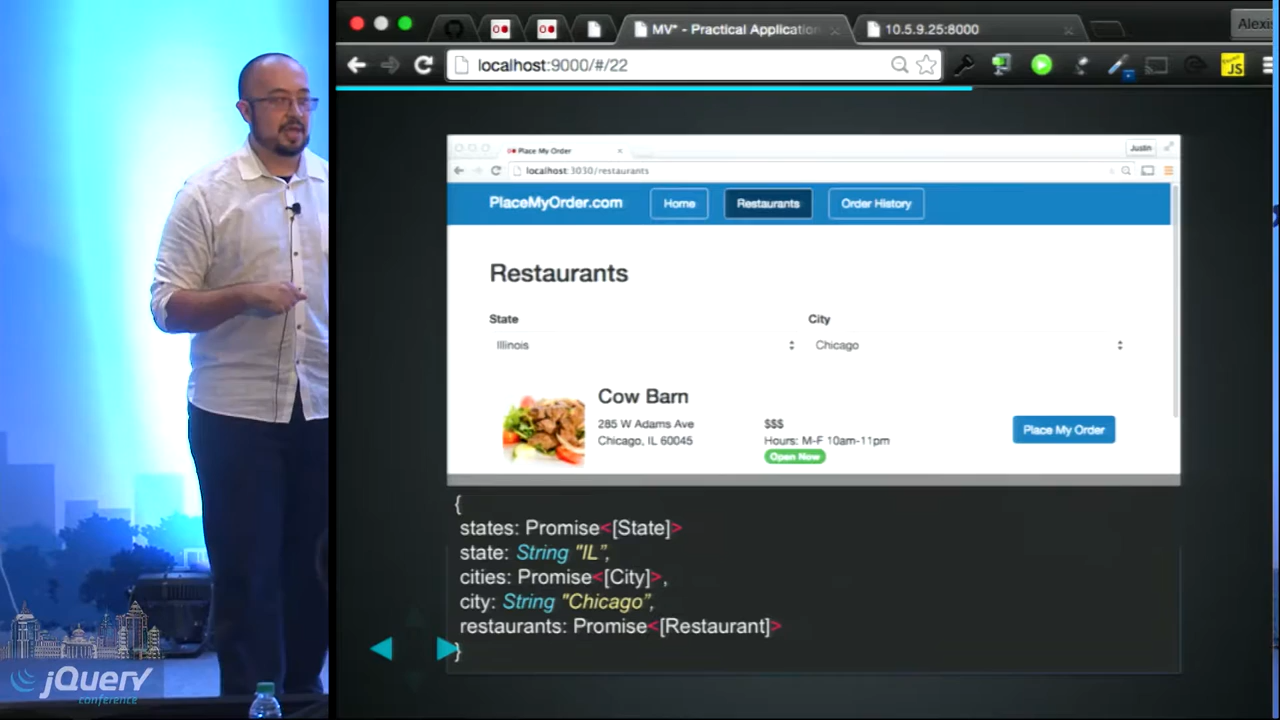 MV* - Practical Application
10.5.9.25:8000
Alexis
localhost:9000/#/22
JS
Place My Order
Justin
localhost:3030/restaurants
PlaceMyOrder.com
Home
Restaurants
Order History
Restaurants
State
City
Illinois
Chicago
Cow Barn
285 W Adams Ave
$$$
Chicago, IL 60045
Hours: M-F 10am-11pm
Open Now
Place My Order
{
states: Promise<[State]>
state: String "IL",
cities: Promise<[City]>,
city: String "Chicago",
restaurants: Promise<[Restaurant]>
}
jQuery
conference